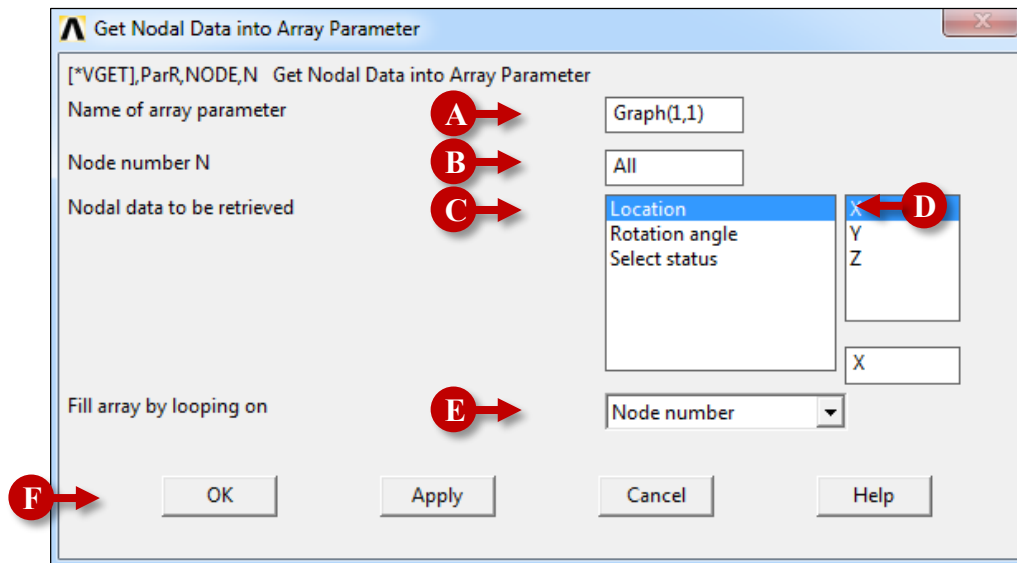 Get Nodal Data into Array Parameter
X
[*VGET],ParR,NODE,N Get Nodal Data into Array Parameter
Name of array parameter A Graph(1,1)
Node number N B All
Nodal data to be retrieved C Location X D
Rotation angle Y
Select status Z
X
Fill array by looping on E Node number
F OK Apply Cancel Help